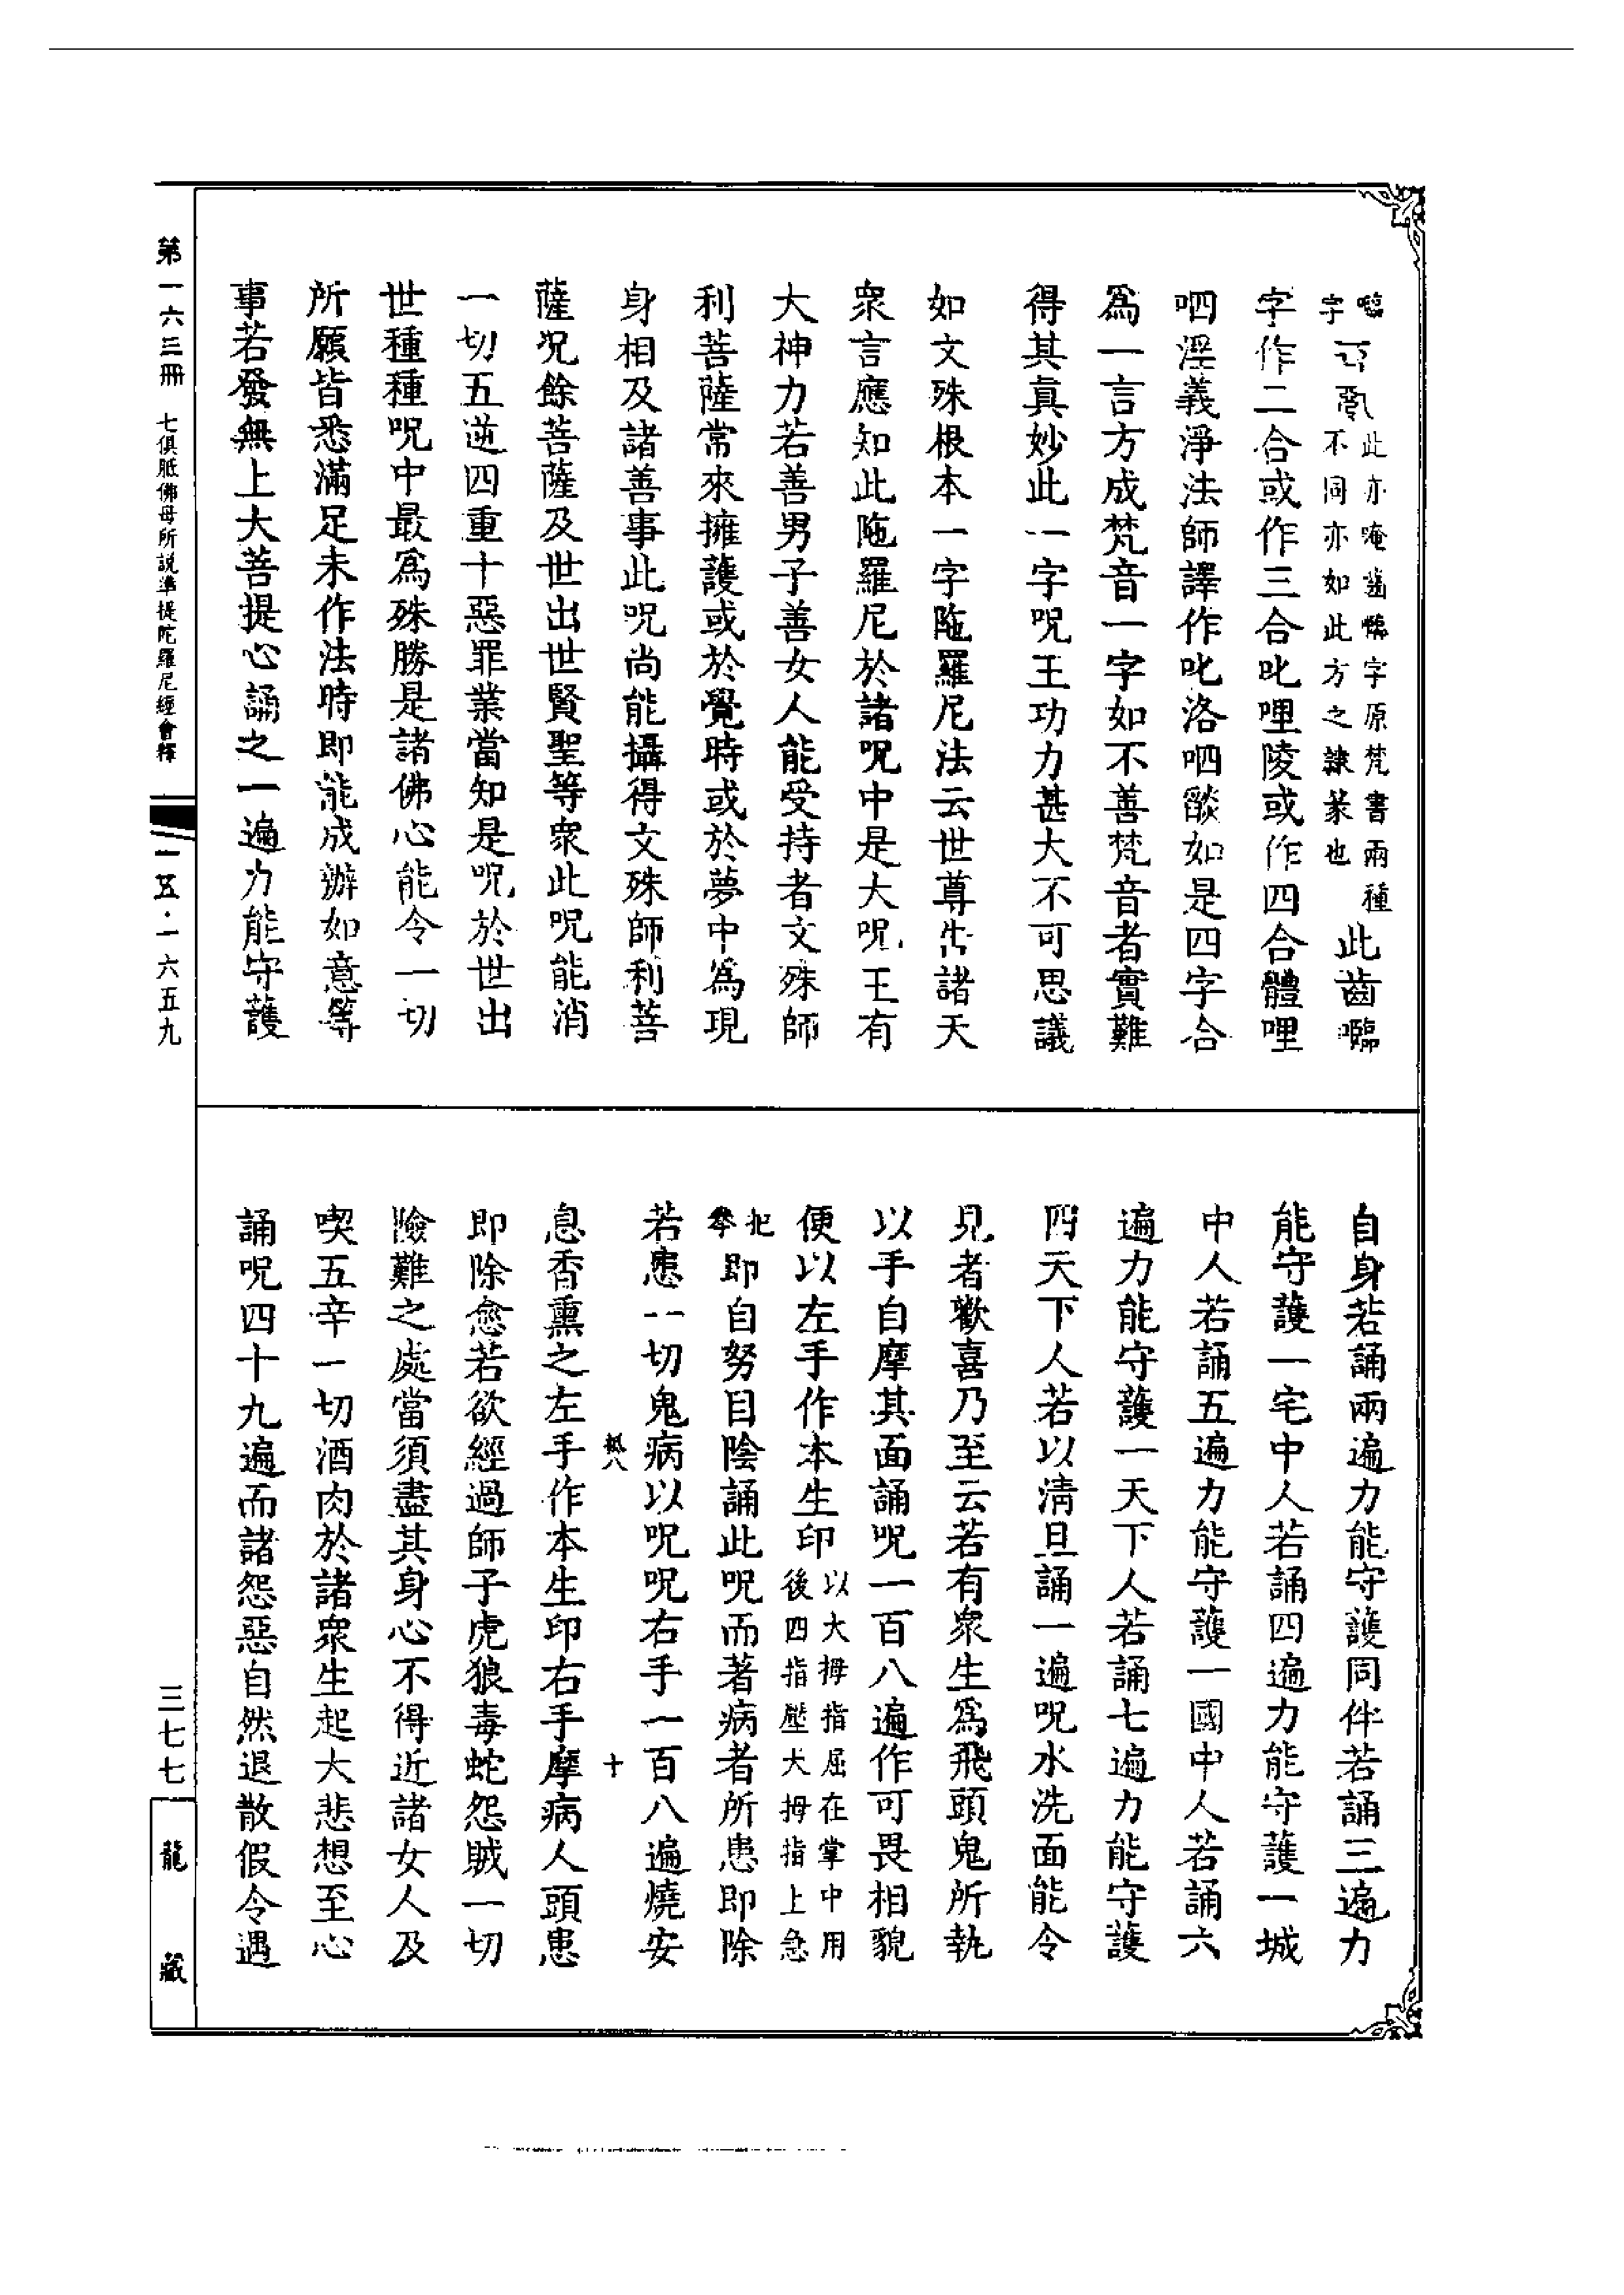 𡄣字此亦唵齒𡄣字原梵書兩種不同亦如此方之隸篆也此齒𡄣
字作二合或作三合叱哩陵或作四合體哩
呬淫義淨法師譯作叱洛呬燄如是四字合
爲一言方成梵音一字如不善梵音者實難
得其真妙此一字呪王功力甚大不可思議
如文殊根本一字陁羅尼法云世尊告諸天
衆言應知此陁羅尼於諸呪中是大呪王有
大神力若善男子善女人能受持者文殊師
利菩薩常來擁護或於覺時或於夢中爲現
身相及諸善事此呪尚能攝得文殊師利菩
薩况餘菩薩及世出世賢聖等衆此呪能消
一切五逆四重十惡罪業當知是呪於世出
世種種呪中最爲殊勝是諸佛心能令一切
所願皆悉滿足未作法時即能成辦如意等
事若發無上大菩提心誦之一遍力能守護
自身若誦兩遍力能守護同伴若誦三遍力
能守護一宅中人若誦四遍力能守護一城
中人若誦五遍力能守護一國中人若誦六
遍力能守護一天下人若誦七遍力能守護
四天下人若以清旦誦一遍呪水洗面能令
見者歡喜乃至云若有衆生爲飛頭鬼所執
以手自摩其面誦呪一百八遍作可畏相貌
便以左手作本生印以大拇指屈在掌中用後四指壓大拇指上急
把拳即自努目陰誦此呪而著病者所患即除
若患一切鬼病以呪呪右手一百八遍燒安
息香熏之左手作本生印右手摩病人頭患
即除愈若欲經過師子虎狼毒蛇怨賊一切
險難之處當須盡其身心不得近諸女人及
喫五辛一切酒肉於諸衆生起大悲想至心
誦呪四十九遍而諸怨惡自然退散假令遇
第一六三冊 七俱胝佛母所說準提陀羅尼經會釋
一五·一六五九
三七七
龍藏